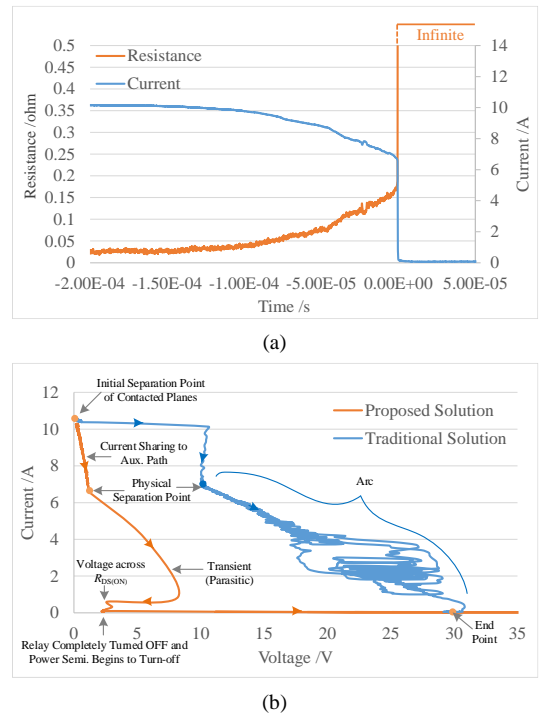 Infinite
Resistance
Current
0.5
0.45
0.4
0.35
0.3
0.25
0.2
0.15
0.1
0.05
0
Resistance /ohm
14
12
10
8
6
4
2
0
Current /A
-2.00E-04
-1.50E-04
-1.00E-04
-5.00E-05
0.00E+00
5.00E-05
Time /s
(a)
Initial Separation Point
of Contacted Planes
Proposed Solution
Traditional Solution
Current Sharing to
Aux. Path
Physical
Separation Point
Arc
Voltage across
RDS(ON)
Transient
(Parasitic)
End
Point
12
10
8
6
4
2
0
Current /A
0
5
10
15
20
25
30
35
Voltage /V
Relay Completely Turned OFF and
Power Semi. Begins to Turn-off
(b)